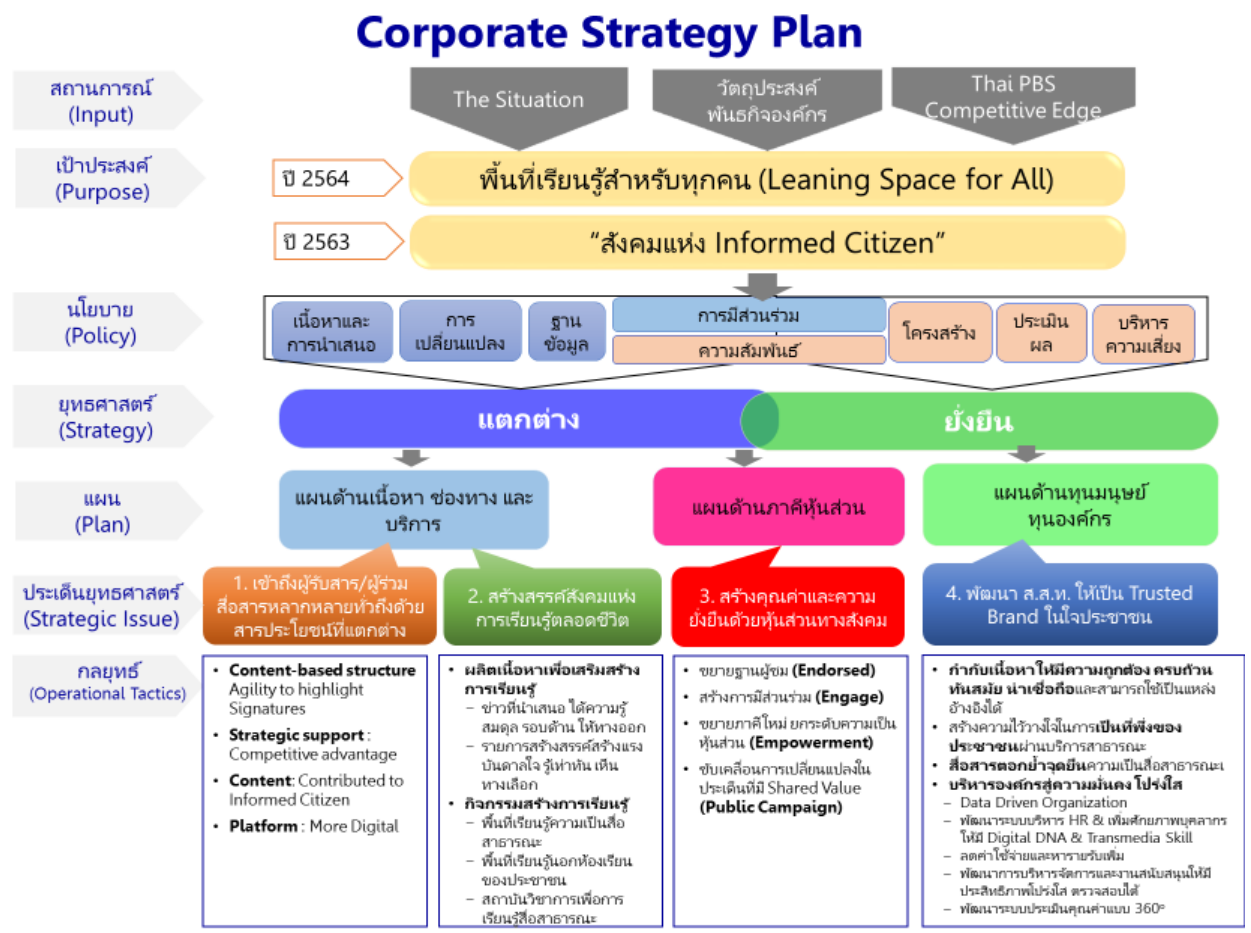 Corporate Strategy Plan
สถานการณ์
(Input)
The Situation
วัตถุประสงค์
พันธกิจองค์กร
Thai PBS
Competitive Edge
เป้าประสงค์
(Purpose)
ปี 2564
พื้นที่เรียนรู้สำหรับทุกคน (Leaning Space for All)
ปี 2563
“สังคมแห่ง Informed Citizen”
นโยบาย
(Policy)
เนื้อหาและ
การนำเสนอ
การ
เปลี่ยนแปลง
ฐาน
ข้อมูล
การมีส่วนร่วม
ความสัมพันธ์
โครงสร้าง
ประเมิน
ผล
บริหาร
ความเสี่ยง
ยุทธศาสตร์
(Strategy)
แตกต่าง
ยั่งยืน
แผน
(Plan)
แผนด้านเนื้อหา ช่องทาง และ
บริการ
แผนด้านภาคีหุ้นส่วน
แผนด้านทุนมนุษย์
ทุนองค์กร
ประเด็นยุทธศาสตร์
(Strategic Issue)
1. เข้าถึงผู้รับสาร/ผู้ร่วม
สื่อสารหลากหลายทั่วถึงด้วย
สารประโยชน์ที่แตกต่าง
2. สร้างสรรค์สังคมแห่ง
การเรียนรู้ตลอดชีวิต
3. สร้างคุณค่าและความ
ยั่งยืนด้วยหุ้นส่วนทางสังคม
4. พัฒนา ส.ส.ท. ให้เป็น Trusted
Brand ในใจประชาชน
กลยุทธ์
(Operational Tactics)
• Content-based structure
Agility to highlight
Signatures
• Strategic support :
Competitive advantage
• Content: Contributed to
Informed Citizen
• Platform : More Digital
• ผลิตเนื้อหาเพื่อเสริมสร้าง
การเรียนรู้
– ข่าวที่นำเสนอ ได้ความรู้
สมดุล รอบด้าน ให้ทางออก
– รายการสร้างสรรค์สร้างแรง
บันดาลใจ รู้เท่าทัน เห็น
ทางเลือก
• กิจกรรมสร้างการเรียนรู้
– พื้นที่เรียนรู้ความเป็นสื่อ
สาธารณะ
– พื้นที่เรียนรู้นอกห้องเรียน
ของประชาชน
– สถาบันวิชาการเพื่อการ
เรียนรู้สื่อสาธารณะ
• ขยายฐานผู้ชม (Endorsed)
• สร้างการมีส่วนร่วม (Engage)
• ขยายภาคีใหม่ ยกระดับความเป็น
หุ้นส่วน (Empowerment)
• ขับเคลื่อนการเปลี่ยนแปลงใน
ประเด็นที่มี Shared Value
(Public Campaign)
• กำกับเนื้อหา ให้มีความถูกต้อง ครบถ้วน
ทันสมัย น่าเชื่อถือและสามารถใช้เป็นแหล่ง
อ้างอิงได้
• สร้างความไว้วางใจในการเป็นที่พึ่งของ
ประชาชนผ่านบริการสาธารณะ
• สื่อสารตอกย้ำจุดยืนความเป็นสื่อสาธารณะ
• บริหารองค์กรสู่ความมั่นคง โปร่งใส
– Data Driven Organization
– พัฒนาระบบบริหาร HR & เพิ่มศักยภาพบุคลากร
ให้มี Digital DNA & Transmedia Skill
– ลดค่าใช้จ่ายและหารายรับเพิ่ม
– พัฒนาการบริหารจัดการและงานสนับสนุนให้มี
ประสิทธิภาพโปร่งใส ตรวจสอบได้
– พัฒนาระบบประเมินคุณค่าแบบ 360º